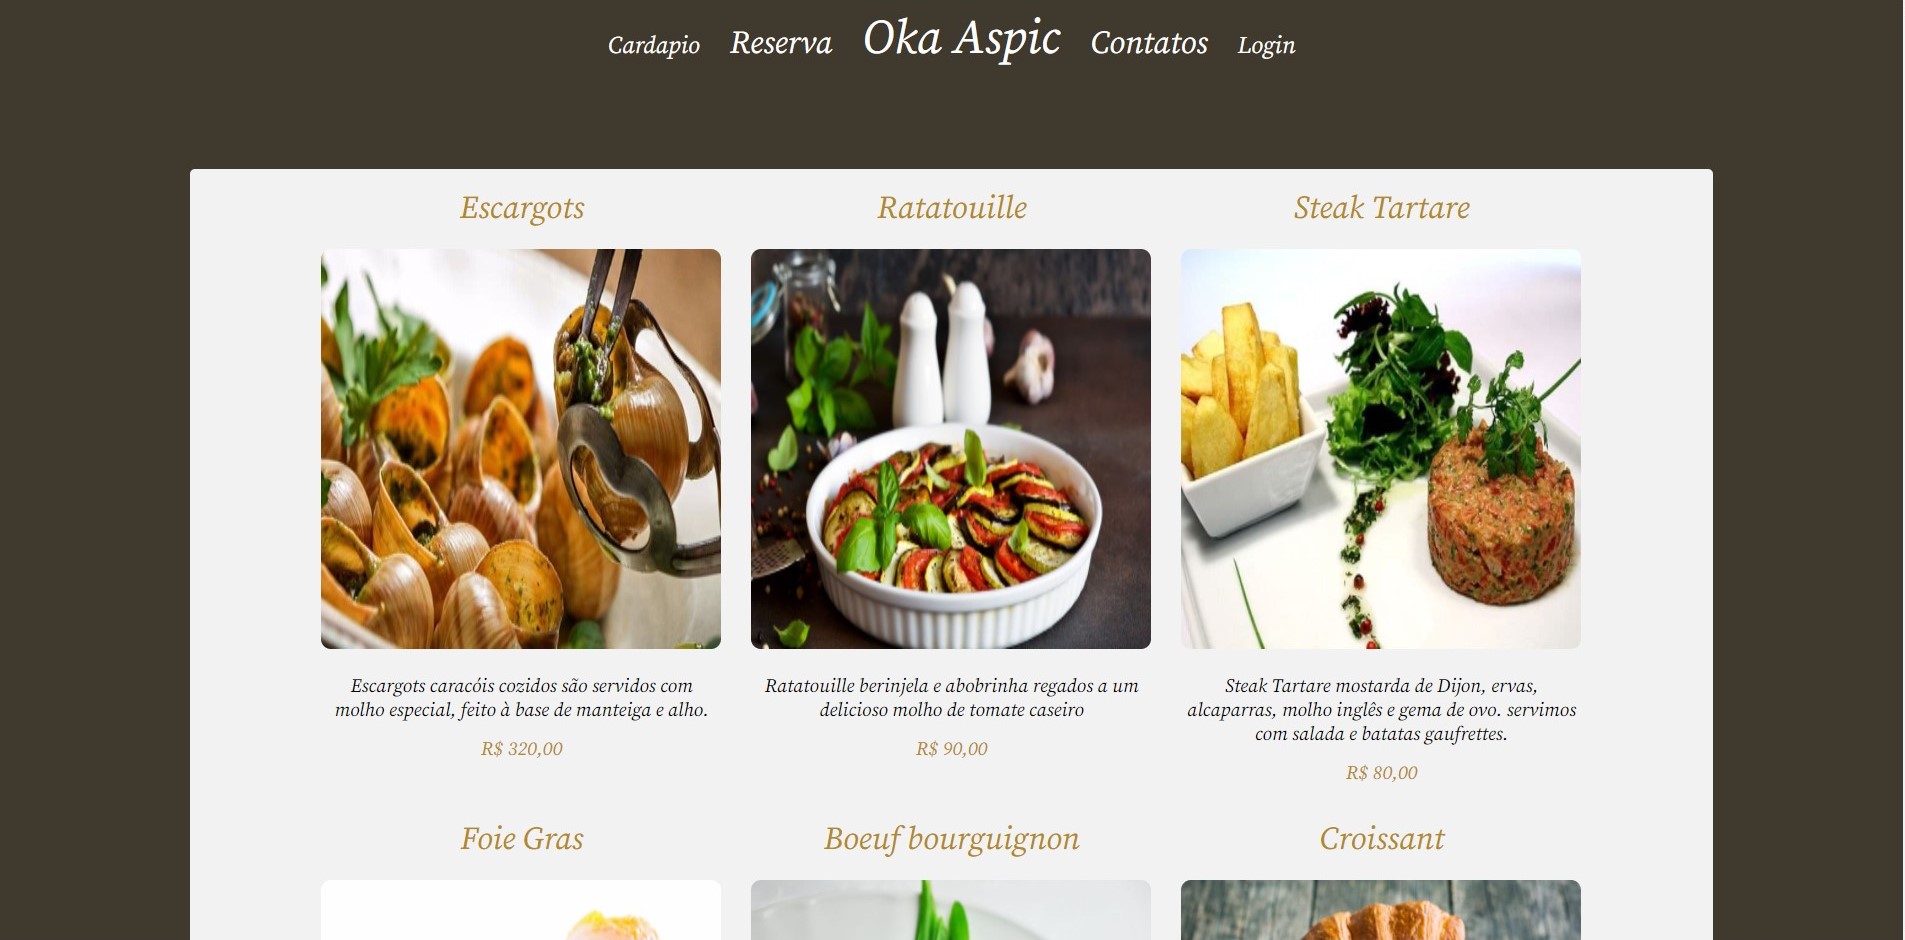 Cardapio Reserva Oka Aspic Contatos Login
Escargots
Ratatouille
Steak Tartare
Escargots caracóis cozidos são servidos com
molho especial, feito à base de manteiga e alho.
R$ 320,00
Ratatouille berinjela e abobrinha regados a um
delicioso molho de tomate caseiro
R$ 90,00
Steak Tartare mostarda de Dijon, ervas,
alcaparras, molho inglês e gema de ovo. servimos
com salada e batatas gaufrettes.
R$ 80,00
Foie Gras
Boeuf bourguignon
Croissant